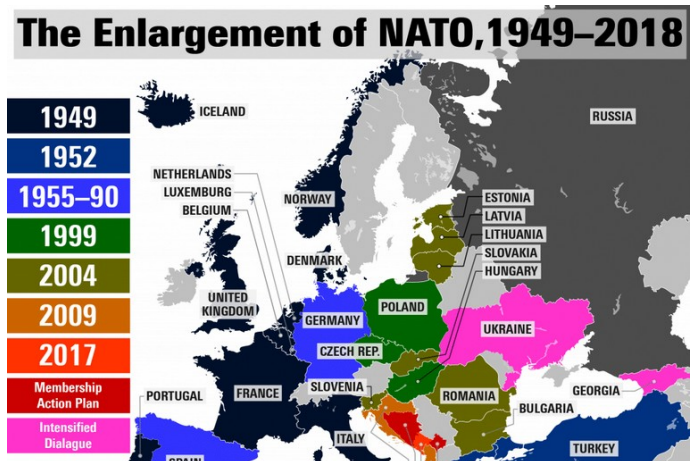 The Enlargement of NATO,1949–2018
1949
1952
1955–90
1999
2004
2009
2017
Membership
Action Plan
Intensified
Dialague
ICELAND
RUSSIA
NETHERLANDS
LUXEMBURG
BELGIUM
NORWAY
ESTONIA
LATVIA
LITHUANIA
SLOVAKIA
HUNGARY
DENMARK
UNITED
KINGDOM
GERMANY
POLAND
UKRAINE
CZECH REP.
SLOVENIA
FRANCE
PORTUGAL
ROMANIA
GEORGIA
BULGARIA
ITALY
TURKEY
SPAIN